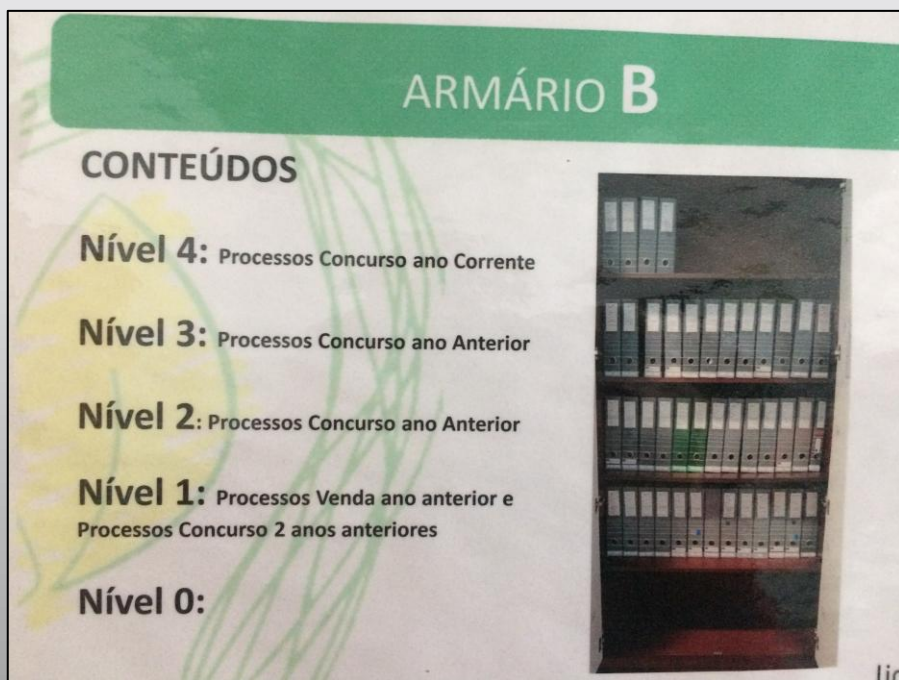 ARMÁRIO B
CONTEÚDOS
Nível 4: Processos Concurso ano Corrente
Nível 3: Processos Concurso ano Anterior
Nível 2: Processos Concurso ano Anterior
Nível 1: Processos Venda ano anterior e
Processos Concurso 2 anos anteriores
Nível 0: